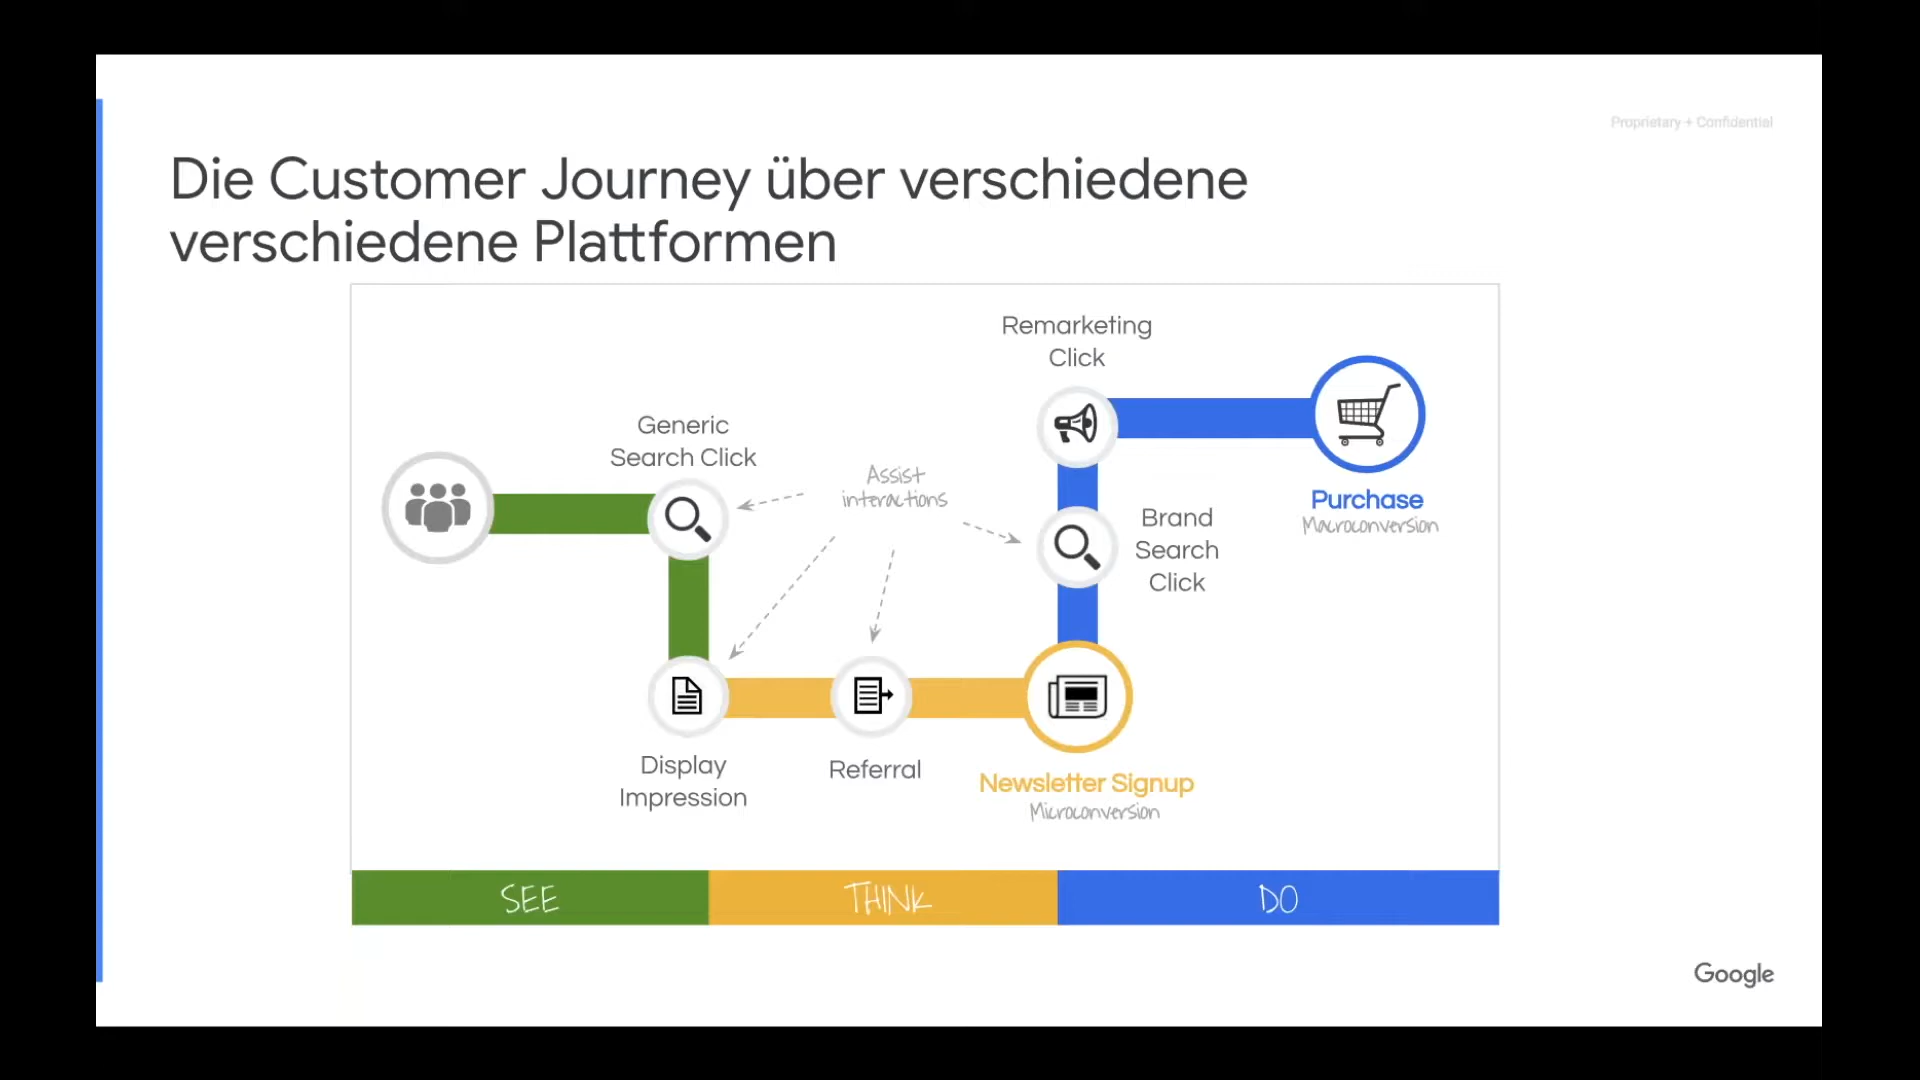 Proprietary + Confidential
Die Customer Journey über verschiedene
verschiedene Plattformen
Remarketing
Click
Generic
Search Click
Assist
interactions
Purchase
Macroconversion
Brand
Search
Click
Display
Impression
Referral
Newsletter Signup
Microconversion
SEE
THINK
DO
Google